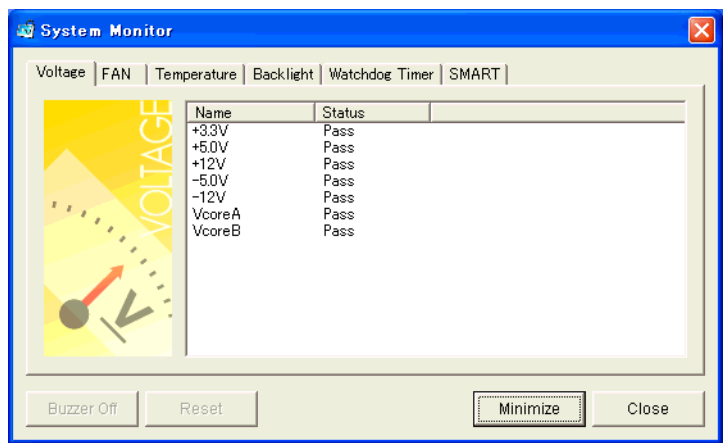 System Monitor
Voltage FAN Temperature Backlight Watchdog Timer SMART
VOLTAGE
V
Name Status
+3.3V Pass
+5.0V Pass
+12V Pass
-5.0V Pass
-12V Pass
VcoreA Pass
VcoreB Pass
Buzzer Off Reset Minimize Close